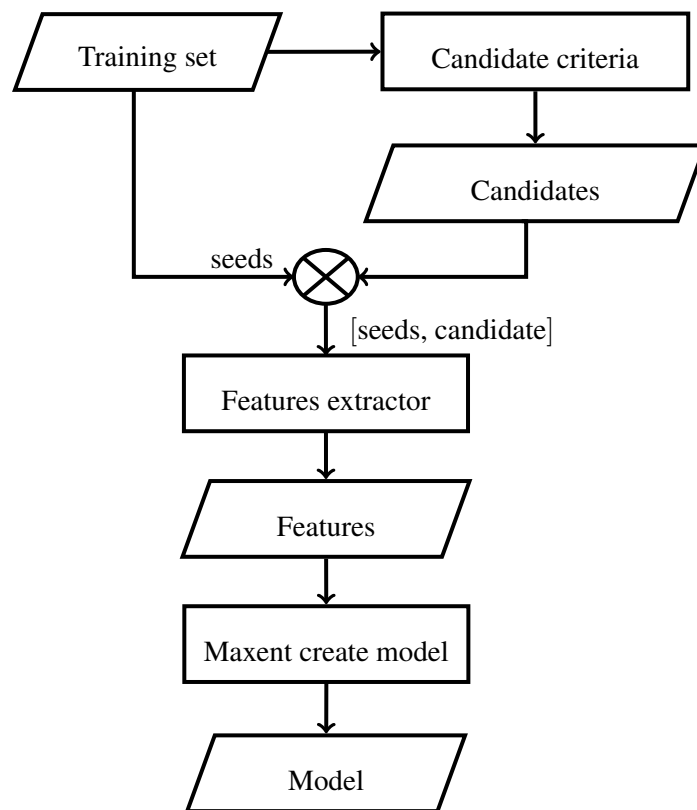 Training set
Candidate criteria
Candidates
seeds
[seeds, candidate]
Features extractor
Features
Maxent create model
Model